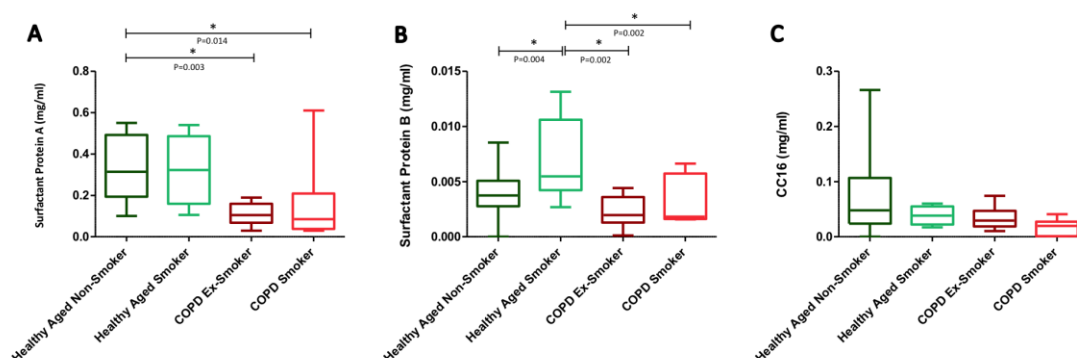 A
*
P=0.014
*
P=0.003
Surfactant Protein A (mg/ml)
0.8
0.6
0.4
0.2
0.0
Healthy Aged Non-Smoker
Healthy Aged Smoker
COPD Ex-Smoker
COPD Smoker
B
*
P=0.002
*
P=0.004
*
P=0.002
Surfactant Protein B (mg/ml)
0.015
0.010
0.005
0.000
Healthy Aged Non-Smoker
Healthy Aged Smoker
COPD Ex-Smoker
COPD Smoker
C
CC16 (mg/ml)
0.3
0.2
0.1
0.0
Healthy Aged Non-Smoker
Healthy Aged Smoker
COPD Ex-Smoker
COPD Smoker